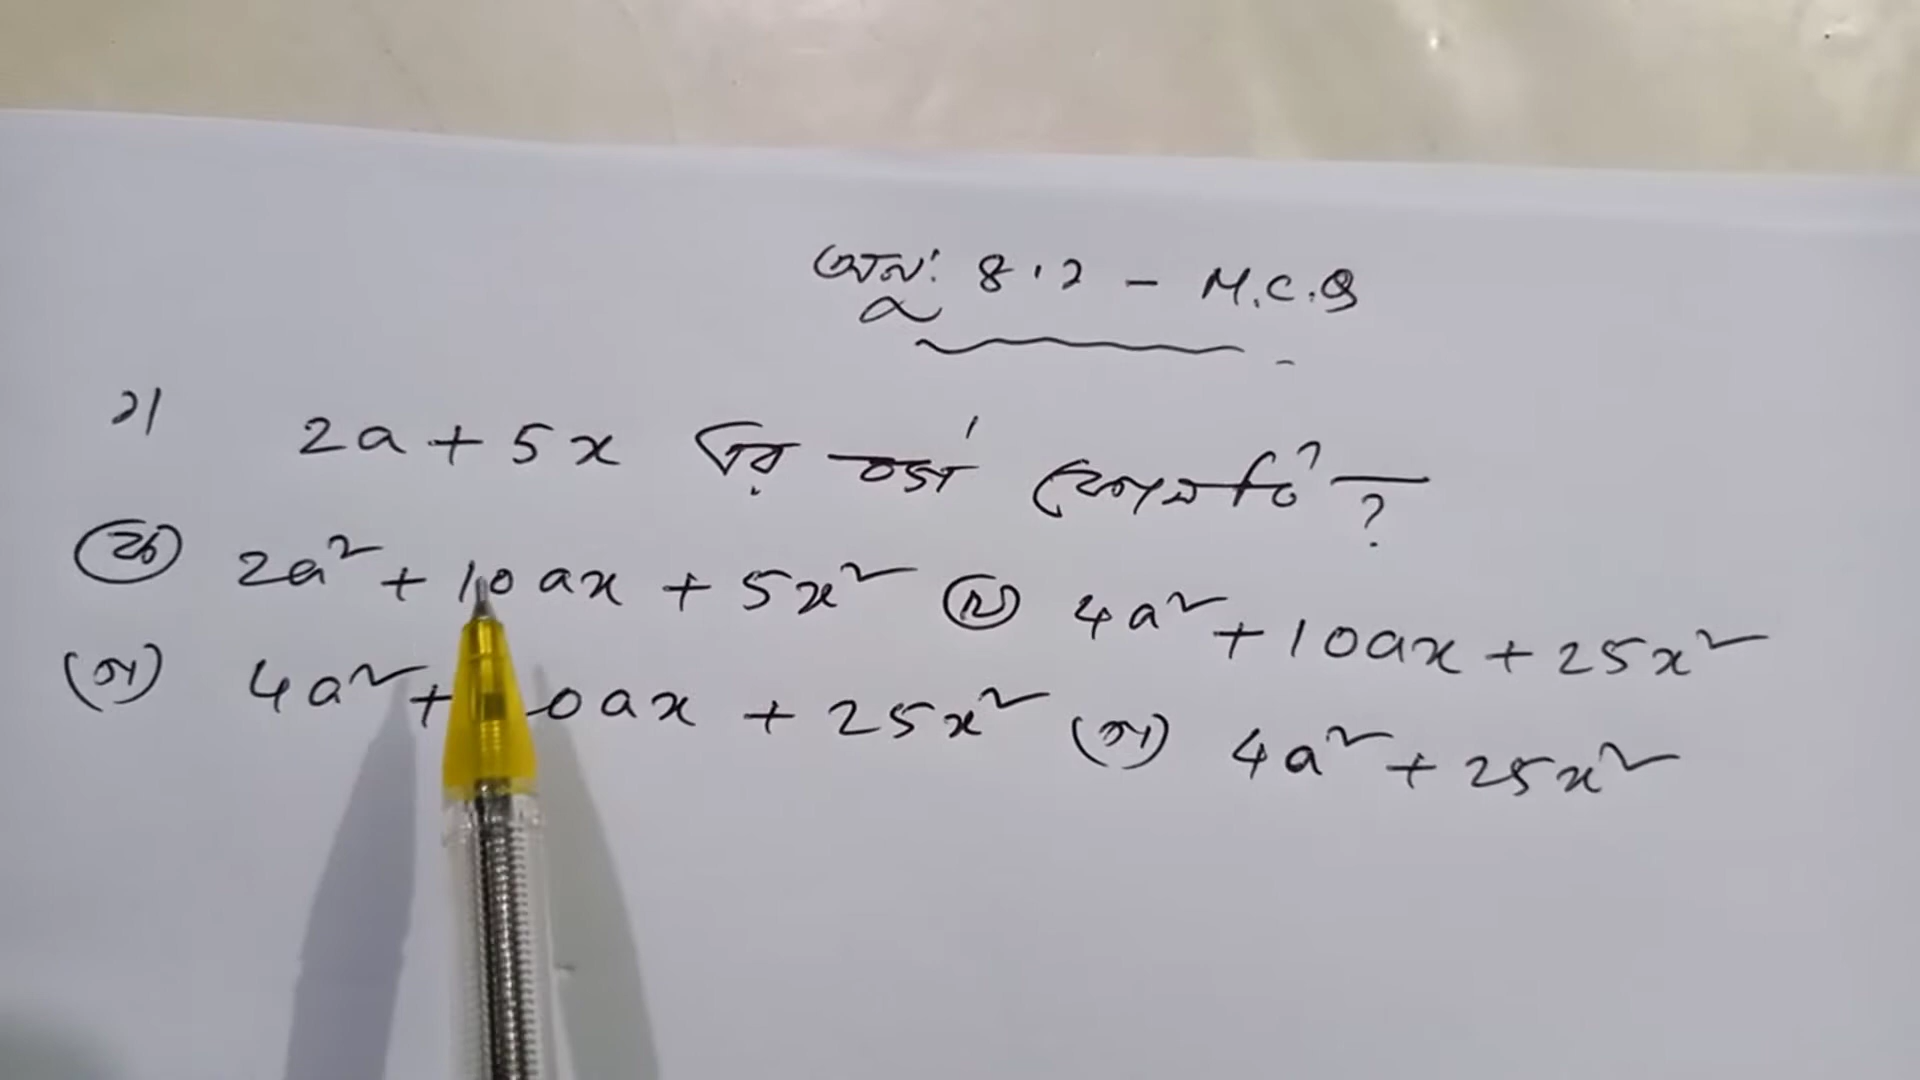 অনু: ৪.২ - M.C.Q
১। 2a + 5x এর বর্গ কোনটি?
(ক) 2a² + 10ax + 5x² (খ) 4a² + 10ax + 25x²
(গ) 4a² + 0ax + 25x² (ঘ) 4a² + 25x²